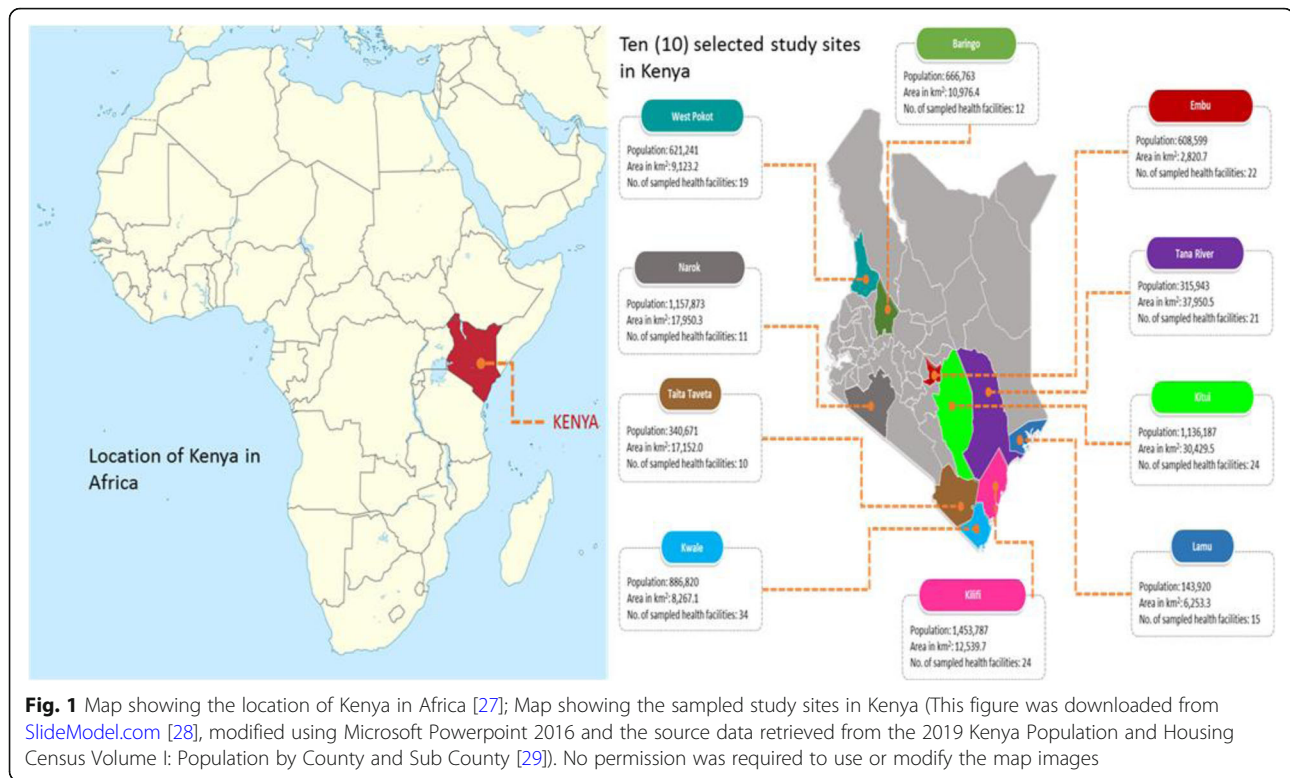 Location of Kenya in
Africa
KENYA
Ten (10) selected study sites
in Kenya
Baringo
Population: 666,763
Area in km²: 10,976.4
No. of sampled health facilities: 12
West Pokot
Population: 621,241
Area in km²: 9,123.2
No. of sampled health facilities: 19
Embu
Population: 608,599
Area in km²: 2,820.7
No. of sampled health facilities: 22
Narok
Population: 1,157,873
Area in km²: 17,950.3
No. of sampled health facilities: 11
Tana River
Population: 315,943
Area in km²: 37,950.5
No. of sampled health facilities: 21
Taita Taveta
Population: 340,671
Area in km²: 17,152.0
No. of sampled health facilities: 10
Kitui
Population: 1,136,187
Area in km²: 30,429.5
No. of sampled health facilities: 24
Kwale
Population: 886,820
Area in km²: 8,267.1
No. of sampled health facilities: 34
Kilifi
Population: 1,453,787
Area in km²: 12,539.7
No. of sampled health facilities: 24
Lamu
Population: 143,920
Area in km²: 6,253.3
No. of sampled health facilities: 15
Fig. 1 Map showing the location of Kenya in Africa [27]; Map showing the sampled study sites in Kenya (This figure was downloaded from
SlideModel.com [28], modified using Microsoft Powerpoint 2016 and the source data retrieved from the 2019 Kenya Population and Housing
Census Volume I: Population by County and Sub County [29]). No permission was required to use or modify the map images